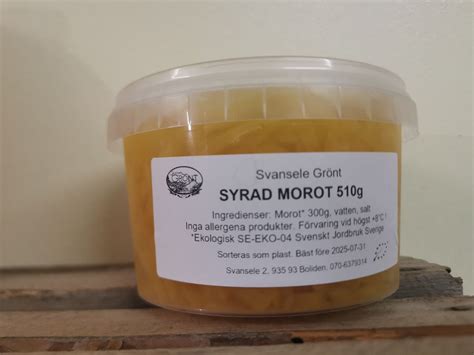 GRÖNT
Svansele Grönt
SYRAD MOROT 510g
Ingredienser: Morot* 300g, vatten, salt
Inga allergena produkter. Förvaring vid högst +8°C !
*Ekologisk SE-EKO-04 Svenskt Jordbruk Sverige
Sorteras som plast. Bäst före 2025-07-31
Svansele 2, 935 93 Boliden. 070-6379314